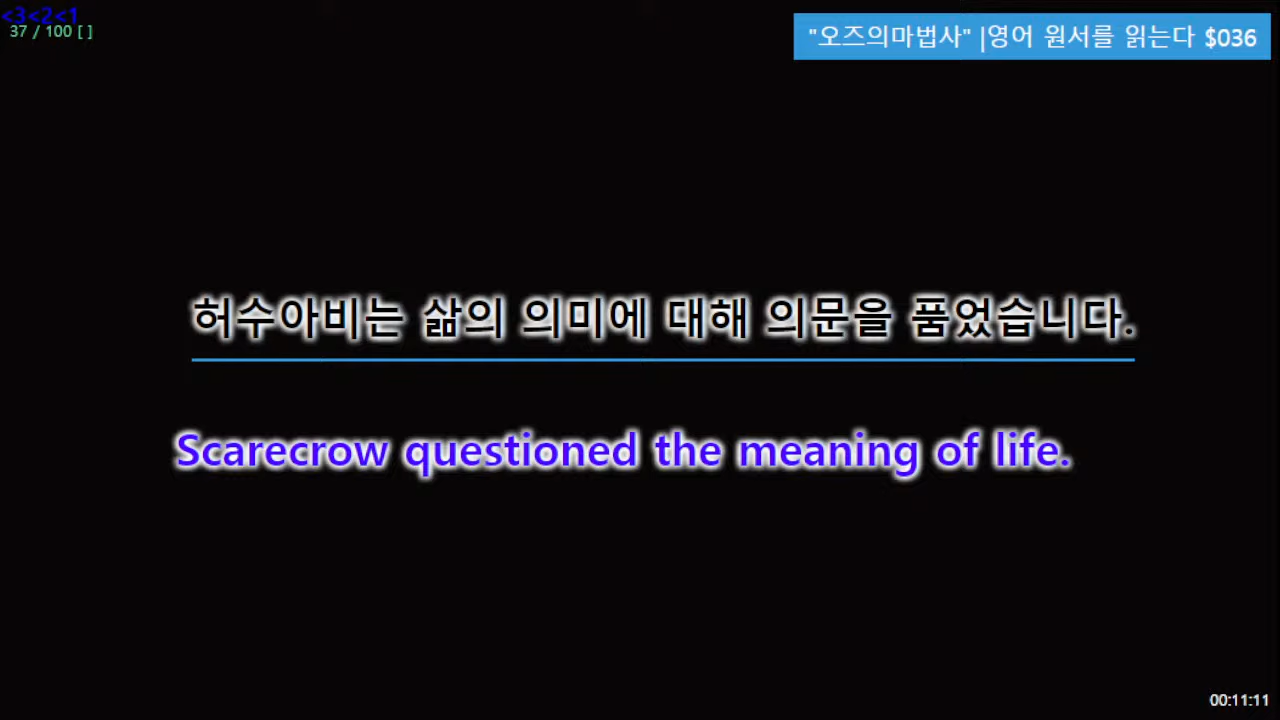 <3<2<1
37 / 100 [ ]
"오즈의마법사" |영어 원서를 읽는다 $036
허수아비는 삶의 의미에 대해 의문을 품었습니다.
Scarecrow questioned the meaning of life.
00:11:11